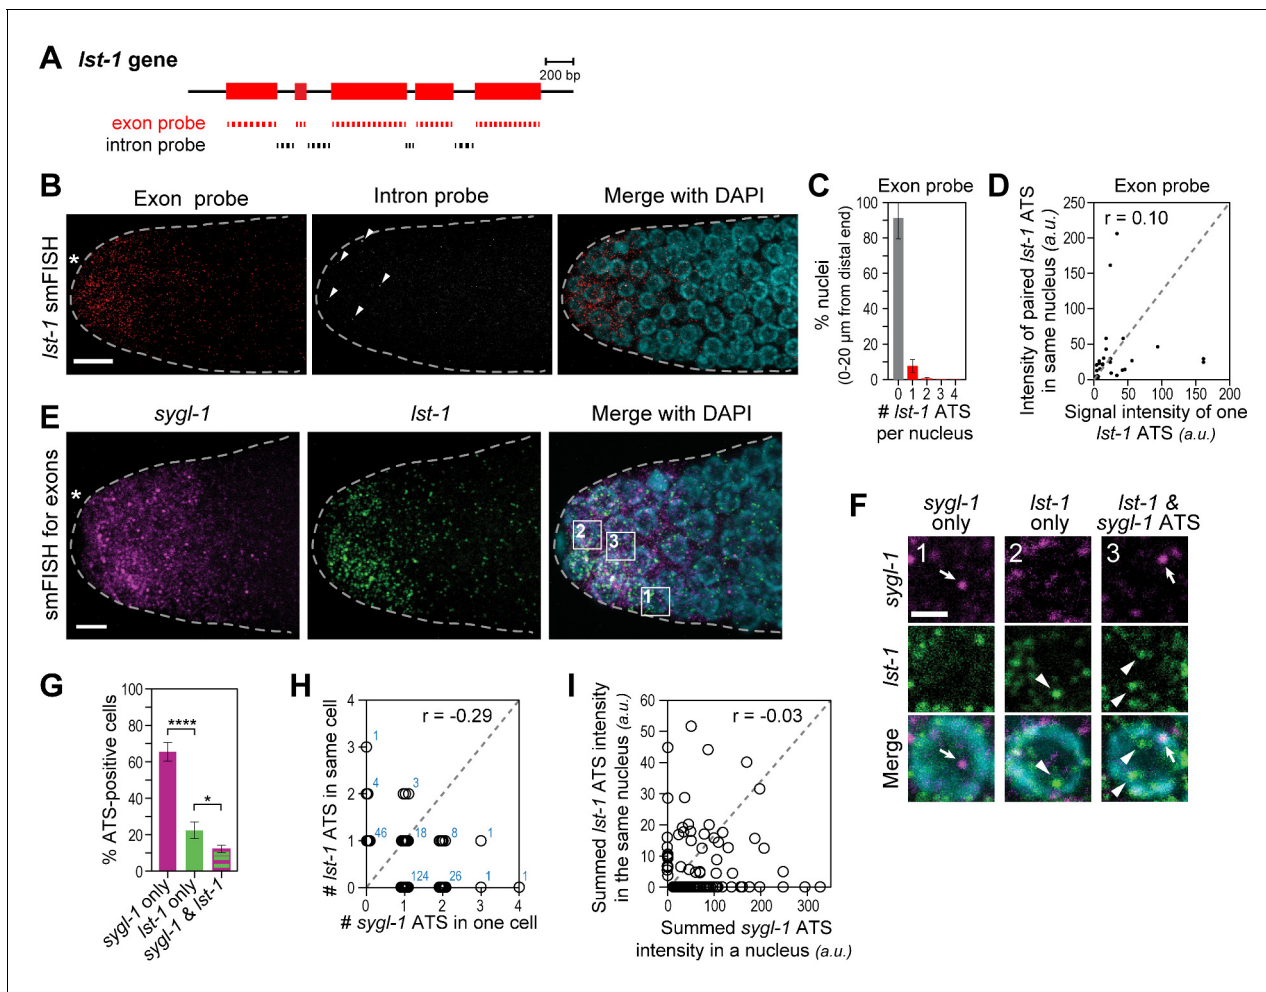 A
lst-1 gene
200 bp
exon probe
intron probe
B
Exon probe
Intron probe
Merge with DAPI
lst-1 smFISH
*
C
Exon probe
% nuclei
(0-20 µm from distal end)
100
80
60
40
20
0
0 1 2 3 4
# lst-1 ATS
per nucleus
D
Exon probe
r = 0.10
Intensity of paired lst-1 ATS
in same nucleus (a.u.)
250
200
150
100
50
0
0 50 100 150 200
Signal intensity of one
lst-1 ATS (a.u.)
E
sygl-1
lst-1
Merge with DAPI
smFISH for exons
*
2
3
1
F
sygl-1
only
lst-1
only
lst-1 &
sygl-1 ATS
sygl-1
lst-1
Merge
1
2
3
G
% ATS-positive cells
100
80
60
40
20
0
****
*
sygl-1 only
lst-1 only
sygl-1 & lst-1
H
# lst-1 ATS in same cell
r = -0.29
4
3
2
1
0
1
4
3
46
18
8
1
124
26
1
1
0 1 2 3 4
# sygl-1 ATS in one cell
I
Summed lst-1 ATS intensity
in the same nucleus (a.u.)
r = -0.03
60
50
40
30
20
10
0
0 100 200 300
Summed sygl-1 ATS
intensity in a nucleus (a.u.)